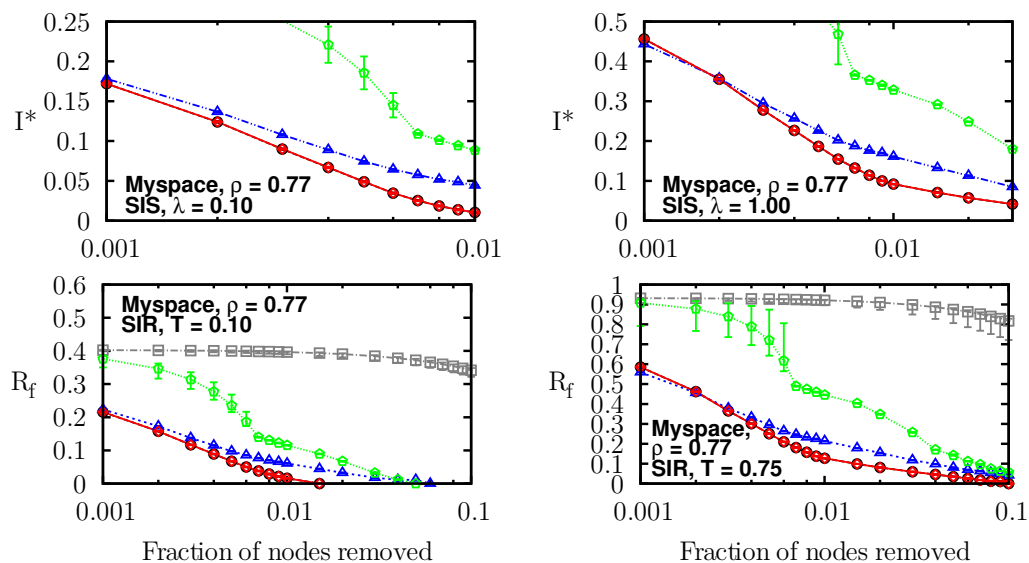 0.25
0.2
0.15
0.1
0.05
0
I*
Myspace, ρ = 0.77
SIS, λ = 0.10
0.001
0.01
0.5
0.4
0.3
0.2
0.1
0
I*
Myspace, ρ = 0.77
SIS, λ = 1.00
0.001
0.01
0.6
0.5
0.4
0.3
0.2
0.1
0
R_f
Myspace, ρ = 0.77
SIR, T = 0.10
0.001
0.01
0.1
Fraction of nodes removed
1
0.9
0.8
0.7
0.6
0.5
0.4
0.3
0.2
0.1
0
R_f
Myspace,
ρ = 0.77
SIR, T = 0.75
0.001
0.01
0.1
Fraction of nodes removed